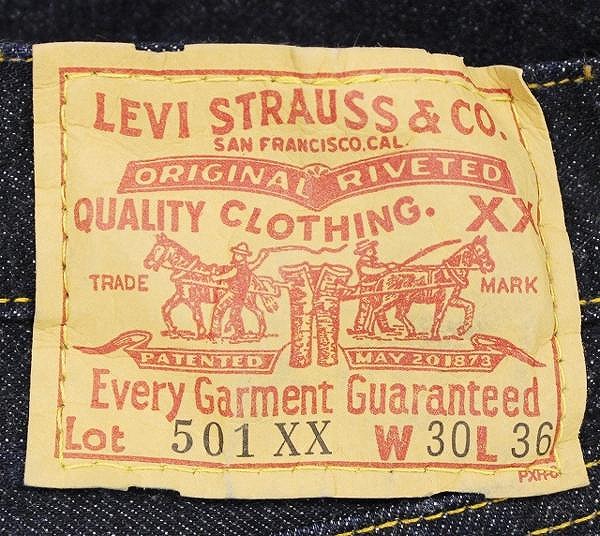 LEVI STRAUSS & CO.
SAN FRANCISCO, CAL.
ORIGINAL RIVETED
QUALITY CLOTHING. XX
TRADE MARK
PATENTED MAY 20 1873
Every Garment Guaranteed
Lot 501 XX W 30 L 36